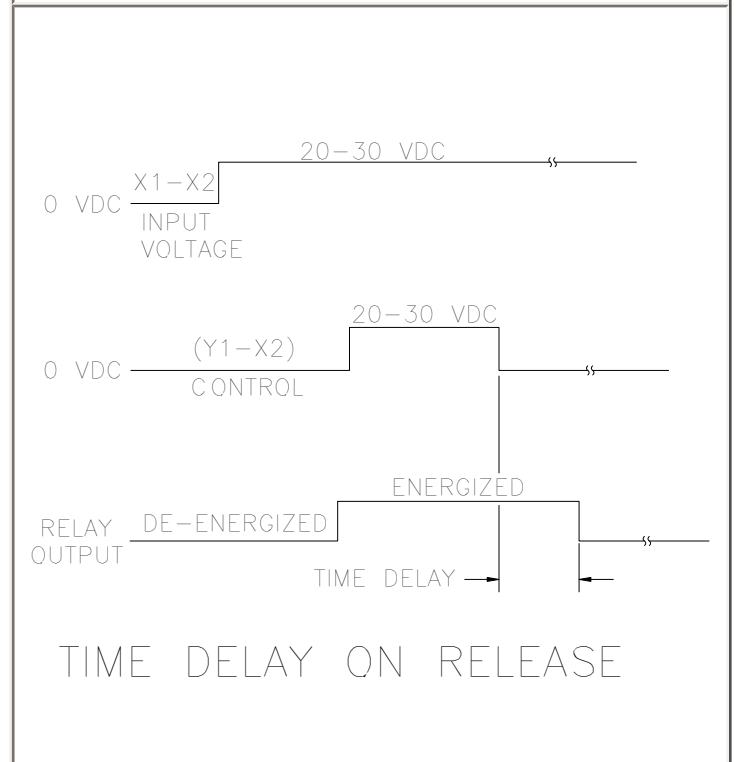 20-30 VDC
X1-X2
0 VDC
INPUT
VOLTAGE
20-30 VDC
(Y1-X2)
0 VDC
CONTROL
ENERGIZED
DE-ENERGIZED
RELAY
OUTPUT
TIME DELAY
TIME DELAY ON RELEASE